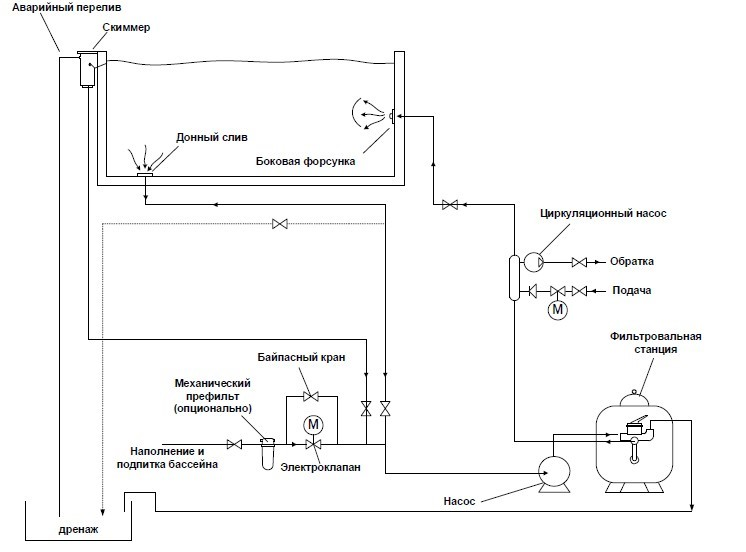 Аварийный перелив
Скиммер
Донный слив
Боковая форсунка
Циркуляционный насос
Обратка
Подача
M
Фильтровальная
станция
Байпасный кран
Механический
префильт
(опционально)
M
Наполнение и
подпитка бассейна
Электроклапан
Насос
дренаж